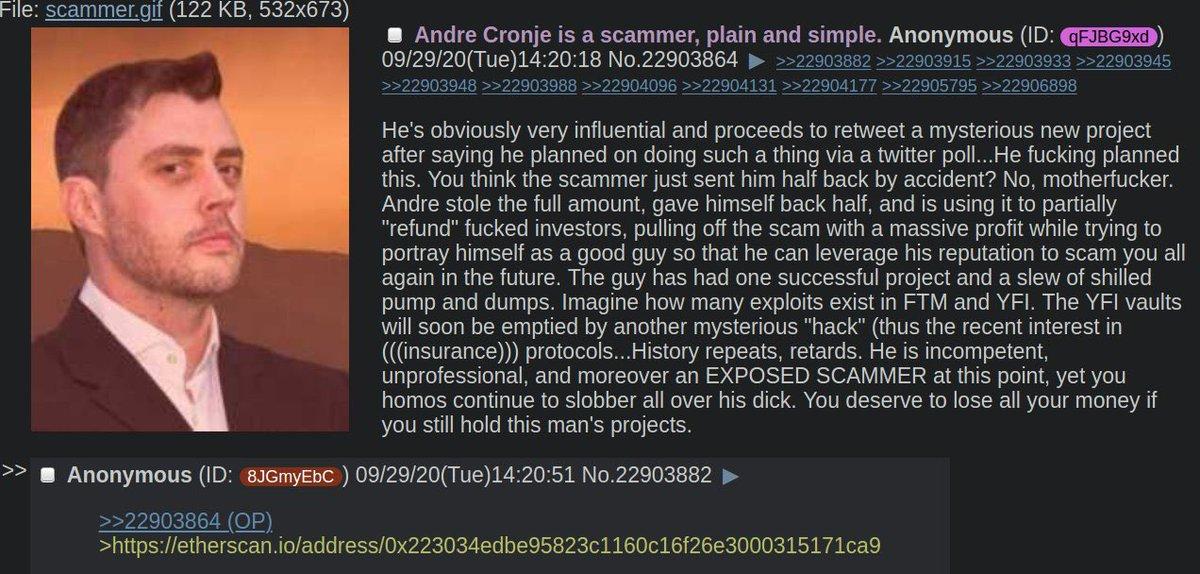 File: scammer.gif (122 KB, 532x673)
Andre Cronje is a scammer, plain and simple. Anonymous (ID: qFJBG9xd)
09/29/20(Tue)14:20:18 No.22903864 ▶ >>22903882 >>22903915 >>22903933 >>22903945
>>22903948 >>22903988 >>22904096 >>22904131 >>22904177 >>22905795 >>22906898
He's obviously very influential and proceeds to retweet a mysterious new project
after saying he planned on doing such a thing via a twitter poll...He fucking planned
this. You think the scammer just sent him half back by accident? No, motherfucker.
Andre stole the full amount, gave himself back half, and is using it to partially
"refund" fucked investors, pulling off the scam with a massive profit while trying to
portray himself as a good guy so that he can leverage his reputation to scam you all
again in the future. The guy has had one successful project and a slew of shilled
pump and dumps. Imagine how many exploits exist in FTM and YFI. The YFI vaults
will soon be emptied by another mysterious "hack" (thus the recent interest in
(((insurance))) protocols...History repeats, retards. He is incompetent,
unprofessional, and moreover an EXPOSED SCAMMER at this point, yet you
homos continue to slobber all over his dick. You deserve to lose all your money if
you still hold this man's projects.
>> Anonymous (ID: 8JGmyEbC) 09/29/20(Tue)14:20:51 No.22903882 ▶
>>22903864 (OP)
>https://etherscan.io/address/0x223034edbe95823c1160c16f26e3000315171ca9